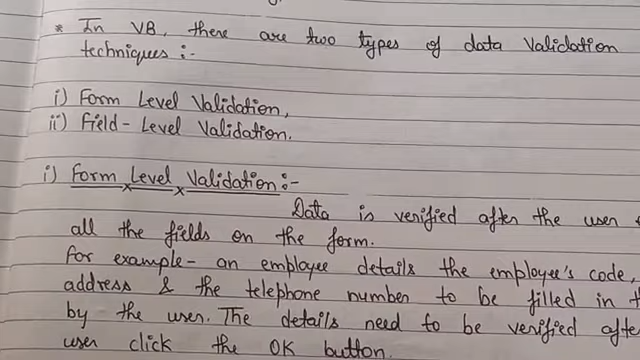 * In VB, there are two types of data validation
techniques :-
i) Form Level Validation,
ii) Field - Level Validation.
i) Form Level Validation :-
Data is verified after the user
all the fields on the form.
For example - an employee details the employee's code,
address & the telephone number to be filled in
by the user. The details need to be verified after
user click the OK button.